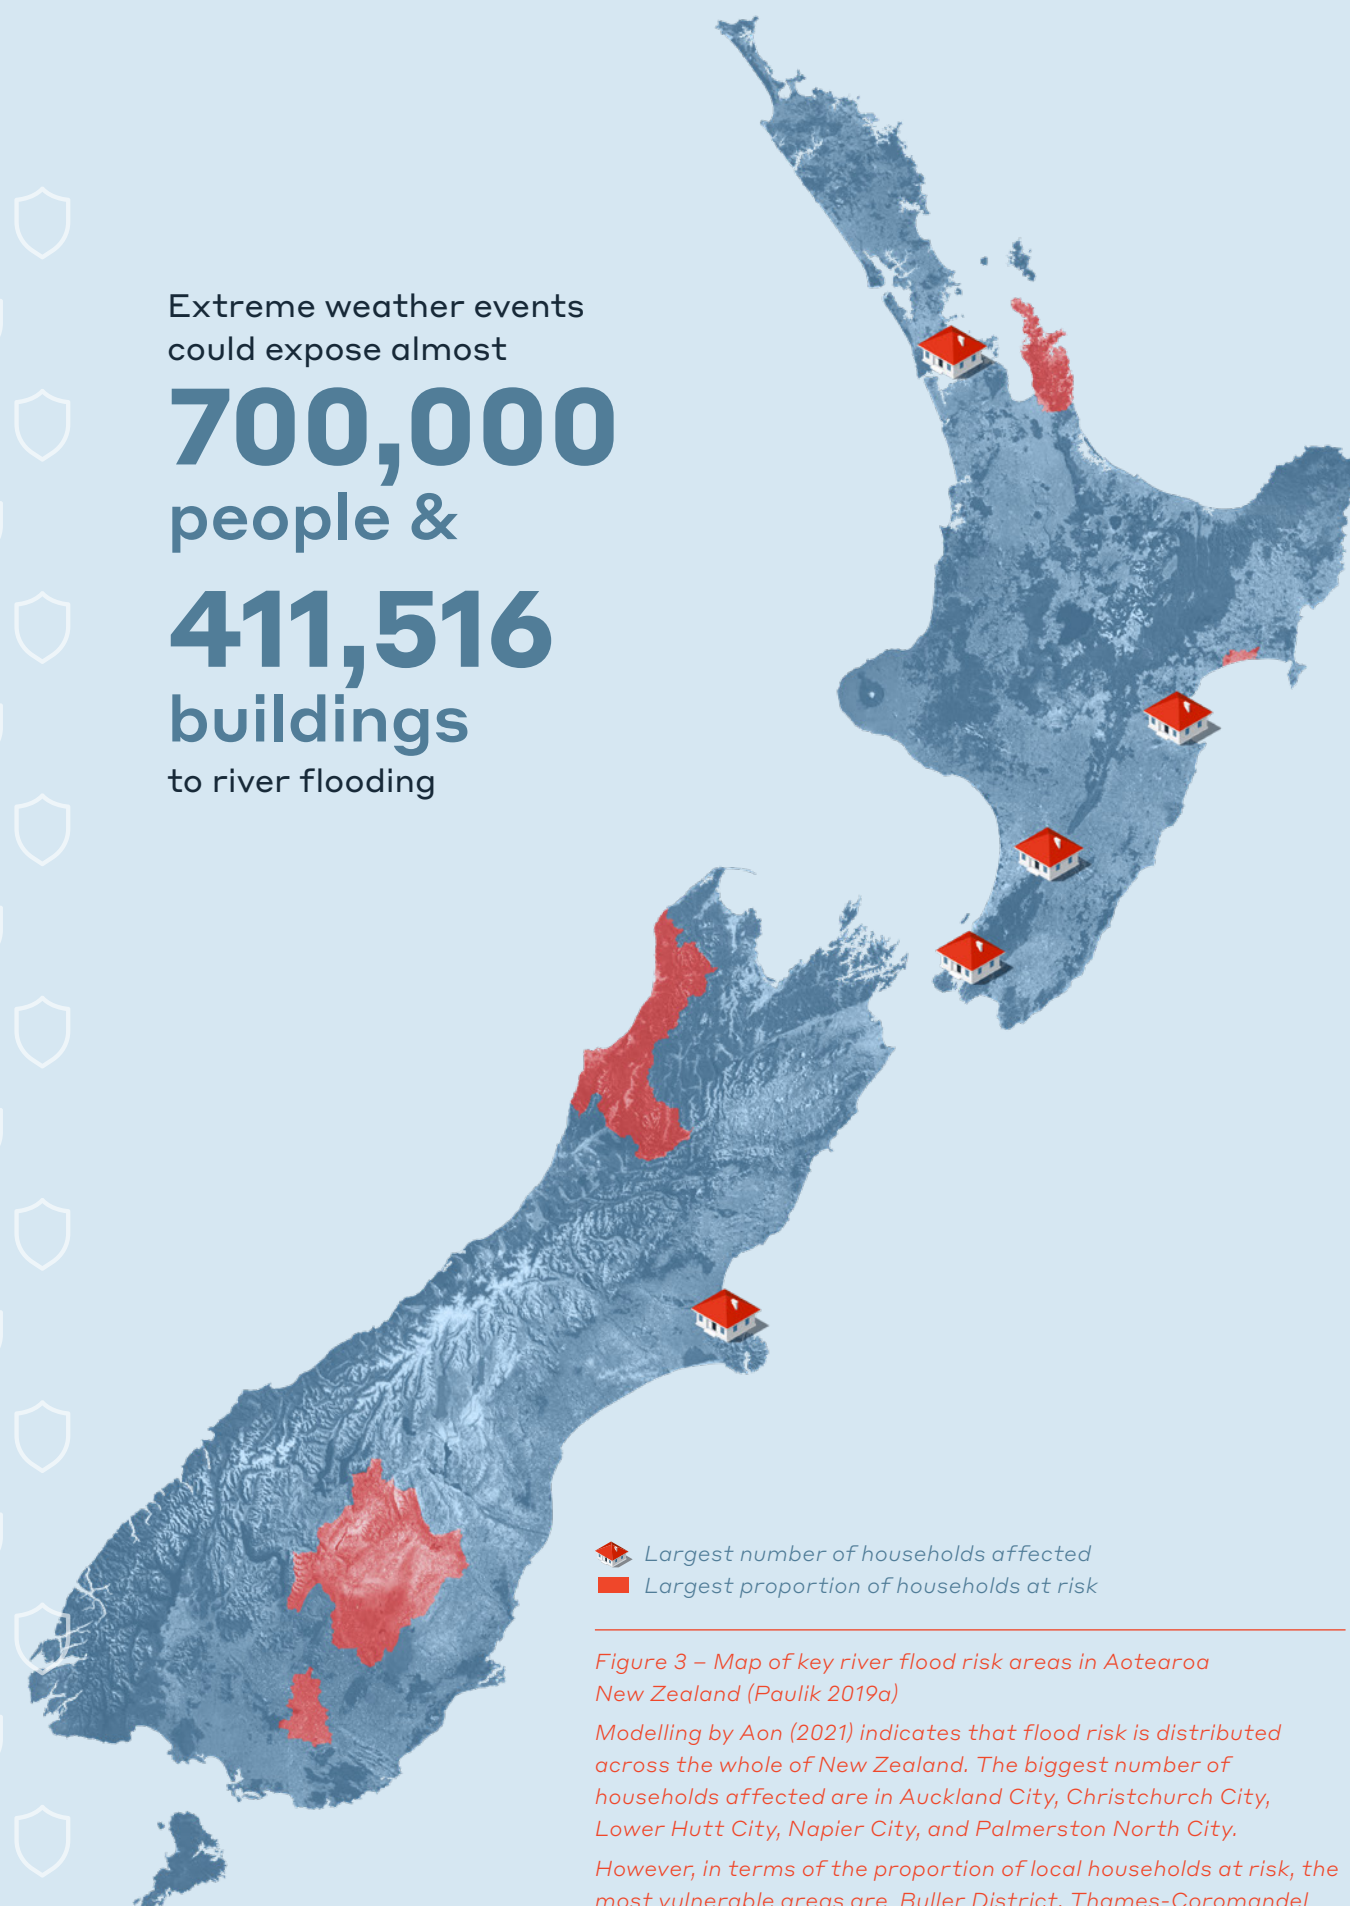 Extreme weather events
could expose almost
700,000
people &
411,516
buildings
to river flooding
Largest number of households affected
Largest proportion of households at risk
Figure 3 – Map of key river flood risk areas in Aotearoa
New Zealand (Paulik 2019a)
Modelling by Aon (2021) indicates that flood risk is distributed
across the whole of New Zealand. The biggest number of
households affected are in Auckland City, Christchurch City,
Lower Hutt City, Napier City, and Palmerston North City.
However, in terms of the proportion of local households at risk, the
most vulnerable areas are Buller District, Thames-Coromandel